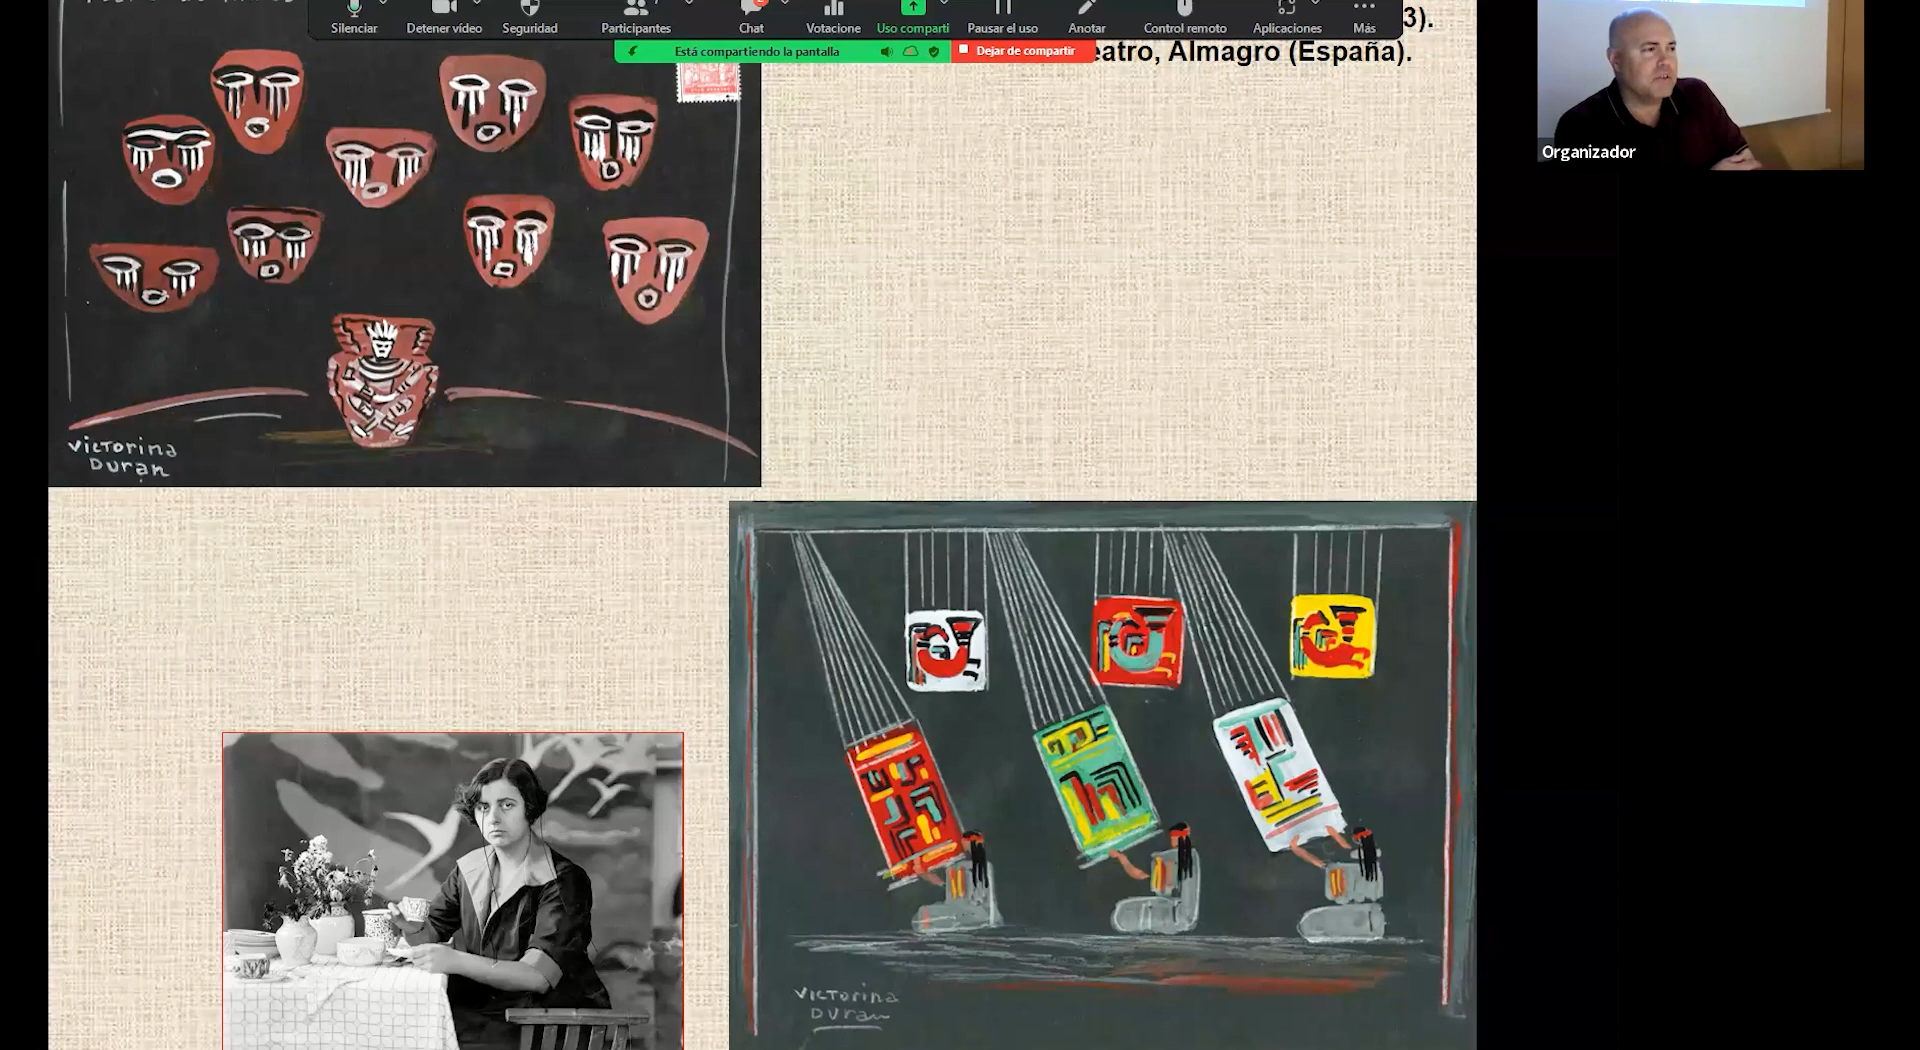 Silenciar
Detener vídeo
Seguridad
Participantes
Chat
Votacione
Uso comparti
Pausar el uso
Anotar
Control remoto
Aplicaciones
Más
3).
Está compartiendo la pantalla
Dejar de compartir
eatro, Almagro (España).
Organizador
Victorina
Duran
Victorina
Duran